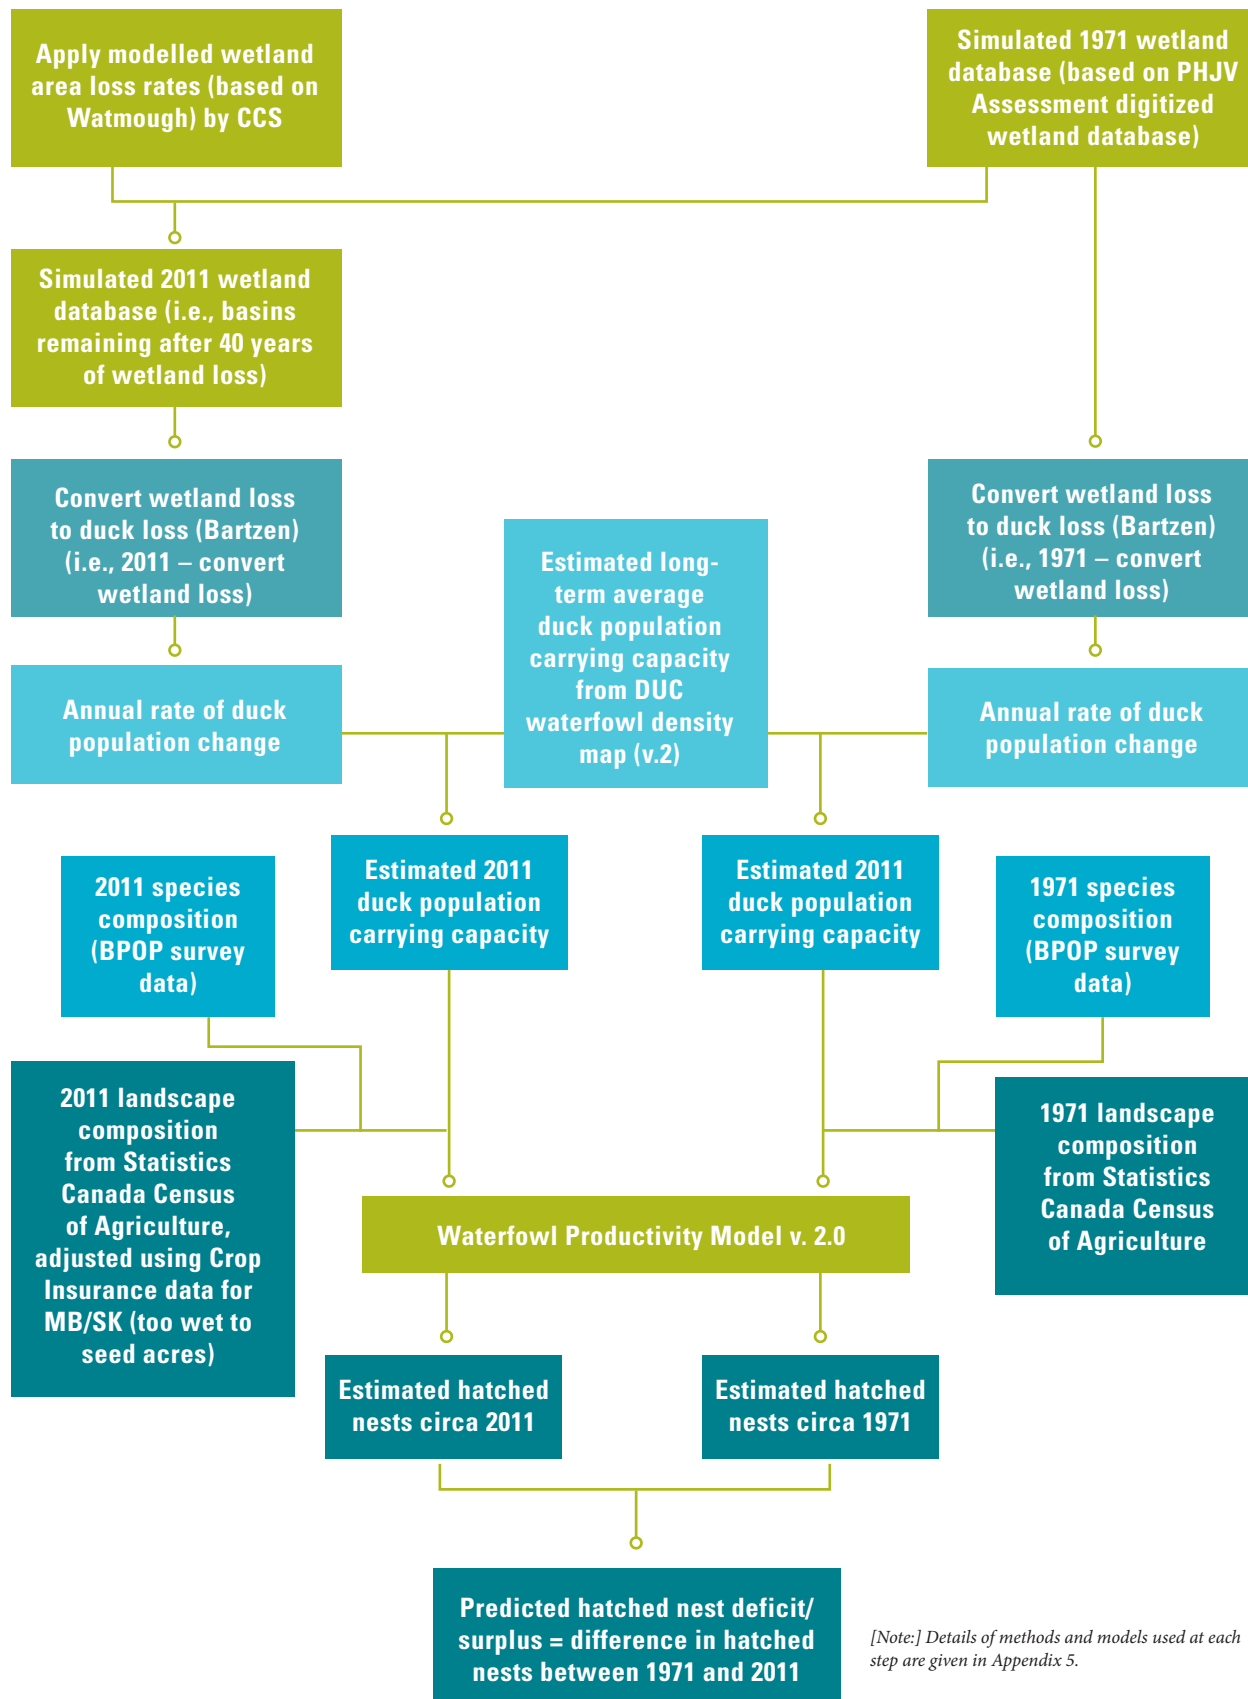 Apply modelled wetland
area loss rates (based on
Watmough) by CCS
Simulated 1971 wetland
database (based on PHJV
Assessment digitized
wetland database)
Simulated 2011 wetland
database (i.e., basins
remaining after 40 years
of wetland loss)
Convert wetland loss
to duck loss (Bartzen)
(i.e., 2011 – convert
wetland loss)
Estimated long-
term average
duck population
carrying capacity
from DUC
waterfowl density
map (v.2)
Convert wetland loss
to duck loss (Bartzen)
(i.e., 1971 – convert
wetland loss)
Annual rate of duck
population change
Annual rate of duck
population change
2011 species
composition
(BPOP survey
data)
Estimated 2011
duck population
carrying capacity
Estimated 2011
duck population
carrying capacity
1971 species
composition
(BPOP survey
data)
2011 landscape
composition
from Statistics
Canada Census
of Agriculture,
adjusted using Crop
Insurance data for
MB/SK (too wet to
seed acres)
1971 landscape
composition
from Statistics
Canada Census
of Agriculture
Waterfowl Productivity Model v. 2.0
Estimated hatched
nests circa 2011
Estimated hatched
nests circa 1971
Predicted hatched nest deficit/
surplus = difference in hatched
nests between 1971 and 2011
[Note:] Details of methods and models used at each
step are given in Appendix 5.